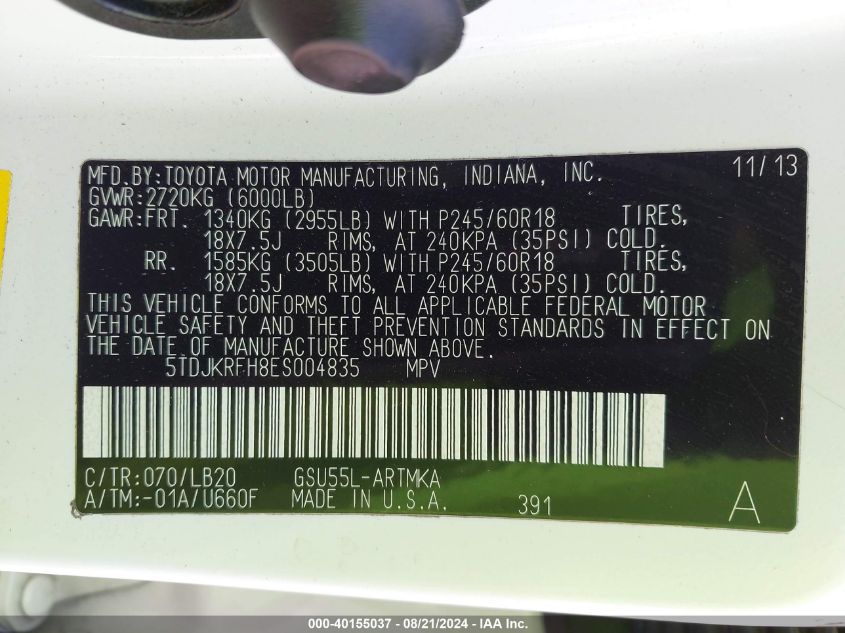 MFD.BY:TOYOTA MOTOR MANUFACTURING, INDIANA, INC. 11/13
GVWR:2720KG (6000LB)
GAWR:FRT. 1340KG (2955LB) WITH P245/60R18 TIRES,
18X7.5J RIMS, AT 240KPA (35PSI) COLD.
RR. 1585KG (3505LB) WITH P245/60R18 TIRES,
18X7.5J RIMS, AT 240KPA (35PSI) COLD.
THIS VEHICLE CONFORMS TO ALL APPLICABLE FEDERAL MOTOR
VEHICLE SAFETY AND THEFT PREVENTION STANDARDS IN EFFECT ON
THE DATE OF MANUFACTURE SHOWN ABOVE.
5TDJKRFH8ES004835 MPV
C/TR:070/LB20 GSU55L-ARTMKA
A/TM:-01A/U660F MADE IN U.S.A. 391 A
000-40155037 - 08/21/2024 - IAA Inc.